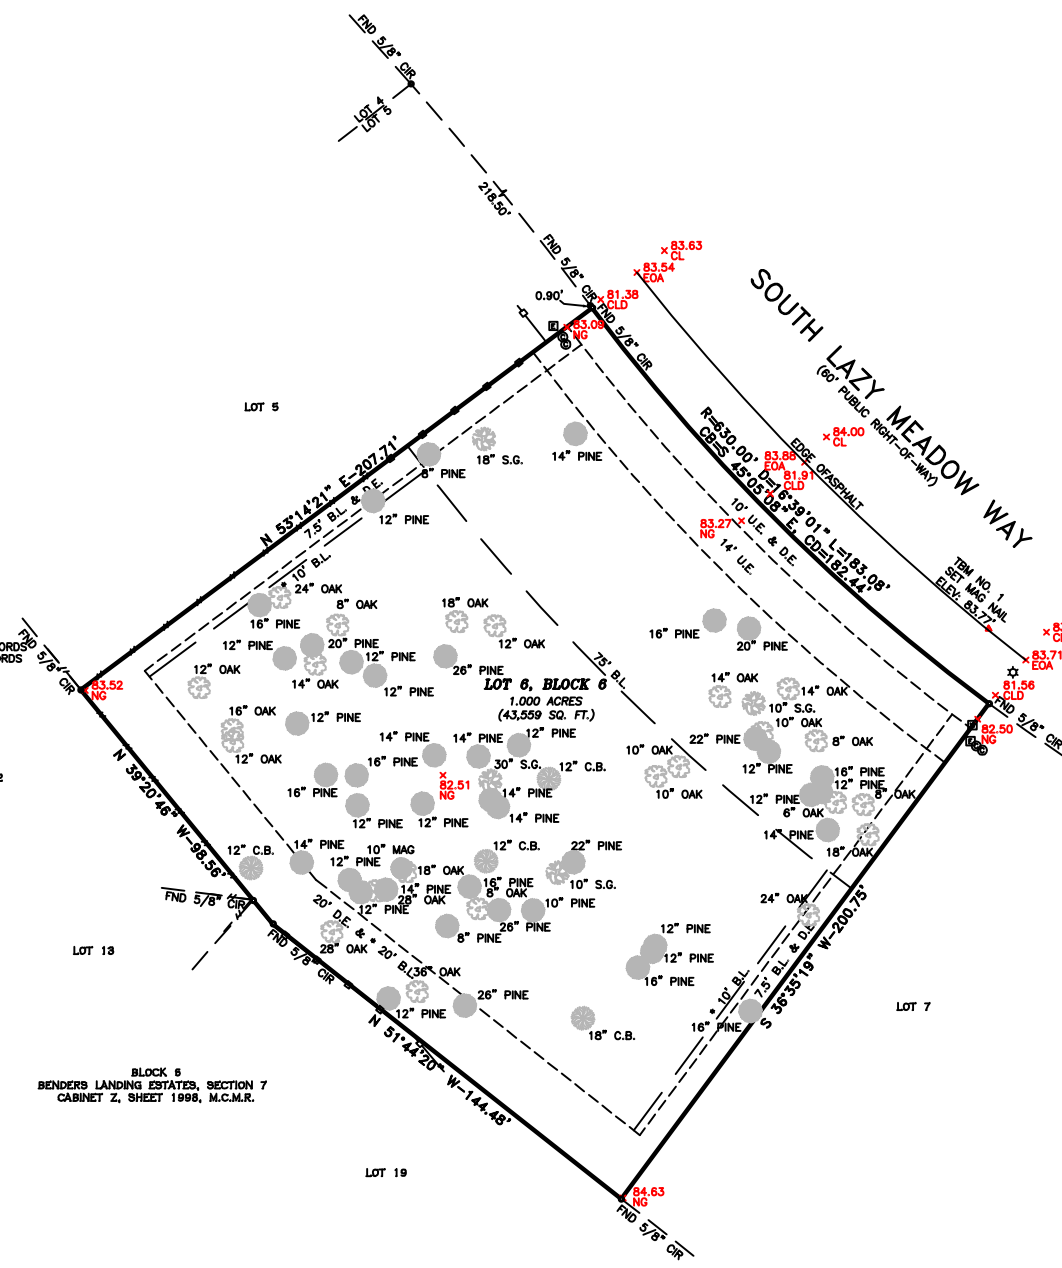 FND 5/8" CIR
LOT 4
LOT 5
218.50'
FND 5/8" CIR
0.90'
83.63
CL
83.54
EOA
81.38
CLD
83.09
NG
FND 5/8" CIR
SOUTH LAZY MEADOW WAY
(60' PUBLIC RIGHT-OF-WAY)
LOT 5
R=630.00' D=16°39'01" L=183.08'
CB=S 45°05'08" E, CD=182.44'
84.00
CL
EDGE OFASPHALT
83.88
EOA
81.91
CLD
N 53°14'21" E-207.71'
7.5' B.L. & D.E.
* 10' B.L.
8" PINE
18" S.G.
14" PINE
12" PINE
83.27
NG
10' U.E. & D.E.
14' U.E.
TBM NO. 1
SET MAG NAIL
ELEV: 83.77'
24" OAK
16" PINE
8" OAK
18" OAK
12" OAK
16" PINE
20" PINE
83.71
EOA
81.56
CLD
FND 5/8" CIR
82.50
NG
ORDS
RDS
FND 5/8" CIR
83.52
NG
12" PINE
20" PINE
12" PINE
12" OAK
14" OAK
12" PINE
26" PINE
75' B.L.
LOT 6, BLOCK 6
1.000 ACRES
(43,559 SQ. FT.)
14" OAK
14" OAK
10" S.G.
12" OAK
8" OAK
22" PINE
12" PINE
16" OAK
12" PINE
12" OAK
14" PINE
14" PINE
12" PINE
16" PINE
30" S.G.
12" C.B.
10" OAK
10" OAK
16" PINE
82.51
NG
14" PINE
12" PINE
12" PINE
14" PINE
16" PINE
12" PINE
12" PINE
8" OAK
6" OAK
14" PINE
18" OAK
N 39°20'46" W-98.56'
12" C.B.
14" PINE
10" MAG
12" PINE
18" OAK
12" C.B.
22" PINE
14" PINE
16" PINE
10" S.G.
28" OAK
8" OAK
12" PINE
26" PINE
10" PINE
8" PINE
24" OAK
FND 5/8" CIR
FND 5/8" CIR
20' D.E. & * 20' B.L.
28" OAK
36" OAK
12" PINE
26" PINE
12" PINE
12" PINE
16" PINE
18" C.B.
16" PINE
* 10' B.L.
7.5' B.L. & D.E.
S 36°35'19" W-200.75'
LOT 13
LOT 7
N 51°44'20" W-144.48'
BLOCK 6
BENDERS LANDING ESTATES, SECTION 7
CABINET Z, SHEET 1998, M.C.M.R.
LOT 19
84.63
NG
FND 5/8" CIR